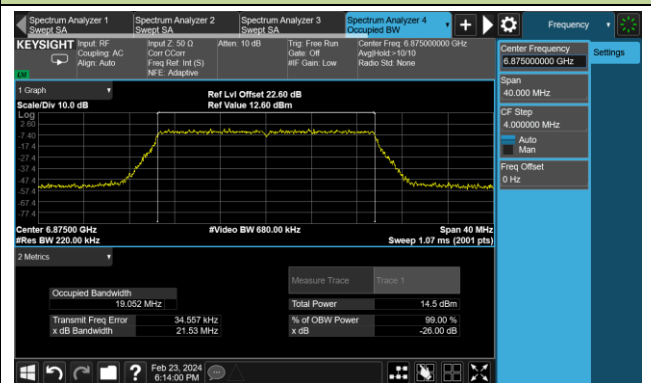 Spectrum Analyzer 1
Swept SA
Spectrum Analyzer 2
Swept SA
Spectrum Analyzer 3
Swept SA
Spectrum Analyzer 4
Occupied BW
Frequency
KEYSIGHT
Input: RF
Coupling: AC
Align: Auto
Input Z: 50 Ω
Corr CCorr
Freq Ref: Int (S)
NFE: Adaptive
Atten: 10 dB
Trig: Free Run
Gate: Off
#IF Gain: Low
Center Freq: 6.875000000 GHz
Avg|Hold:>10/10
Radio Std: None
Center Frequency
6.875000000 GHz
Settings
Span
40.000 MHz
CF Step
4.000000 MHz
Auto
Man
Freq Offset
0 Hz
1 Graph
Scale/Div 10.0 dB
Ref Lvl Offset 22.60 dB
Ref Value 12.60 dBm
Log
2.60
-7.40
-17.4
-27.4
-37.4
-47.4
-57.4
-67.4
-77.4
Center 6.87500 GHz
#Res BW 220.00 kHz
#Video BW 680.00 kHz
Span 40 MHz
Sweep 1.07 ms (2001 pts)
2 Metrics
Measure Trace
Trace 1
Occupied Bandwidth
19.052 MHz
Total Power
14.5 dBm
Transmit Freq Error
34.557 kHz
% of OBW Power
99.00 %
x dB Bandwidth
21.53 MHz
x dB
-26.00 dB
Feb 23, 2024
6:14:00 PM